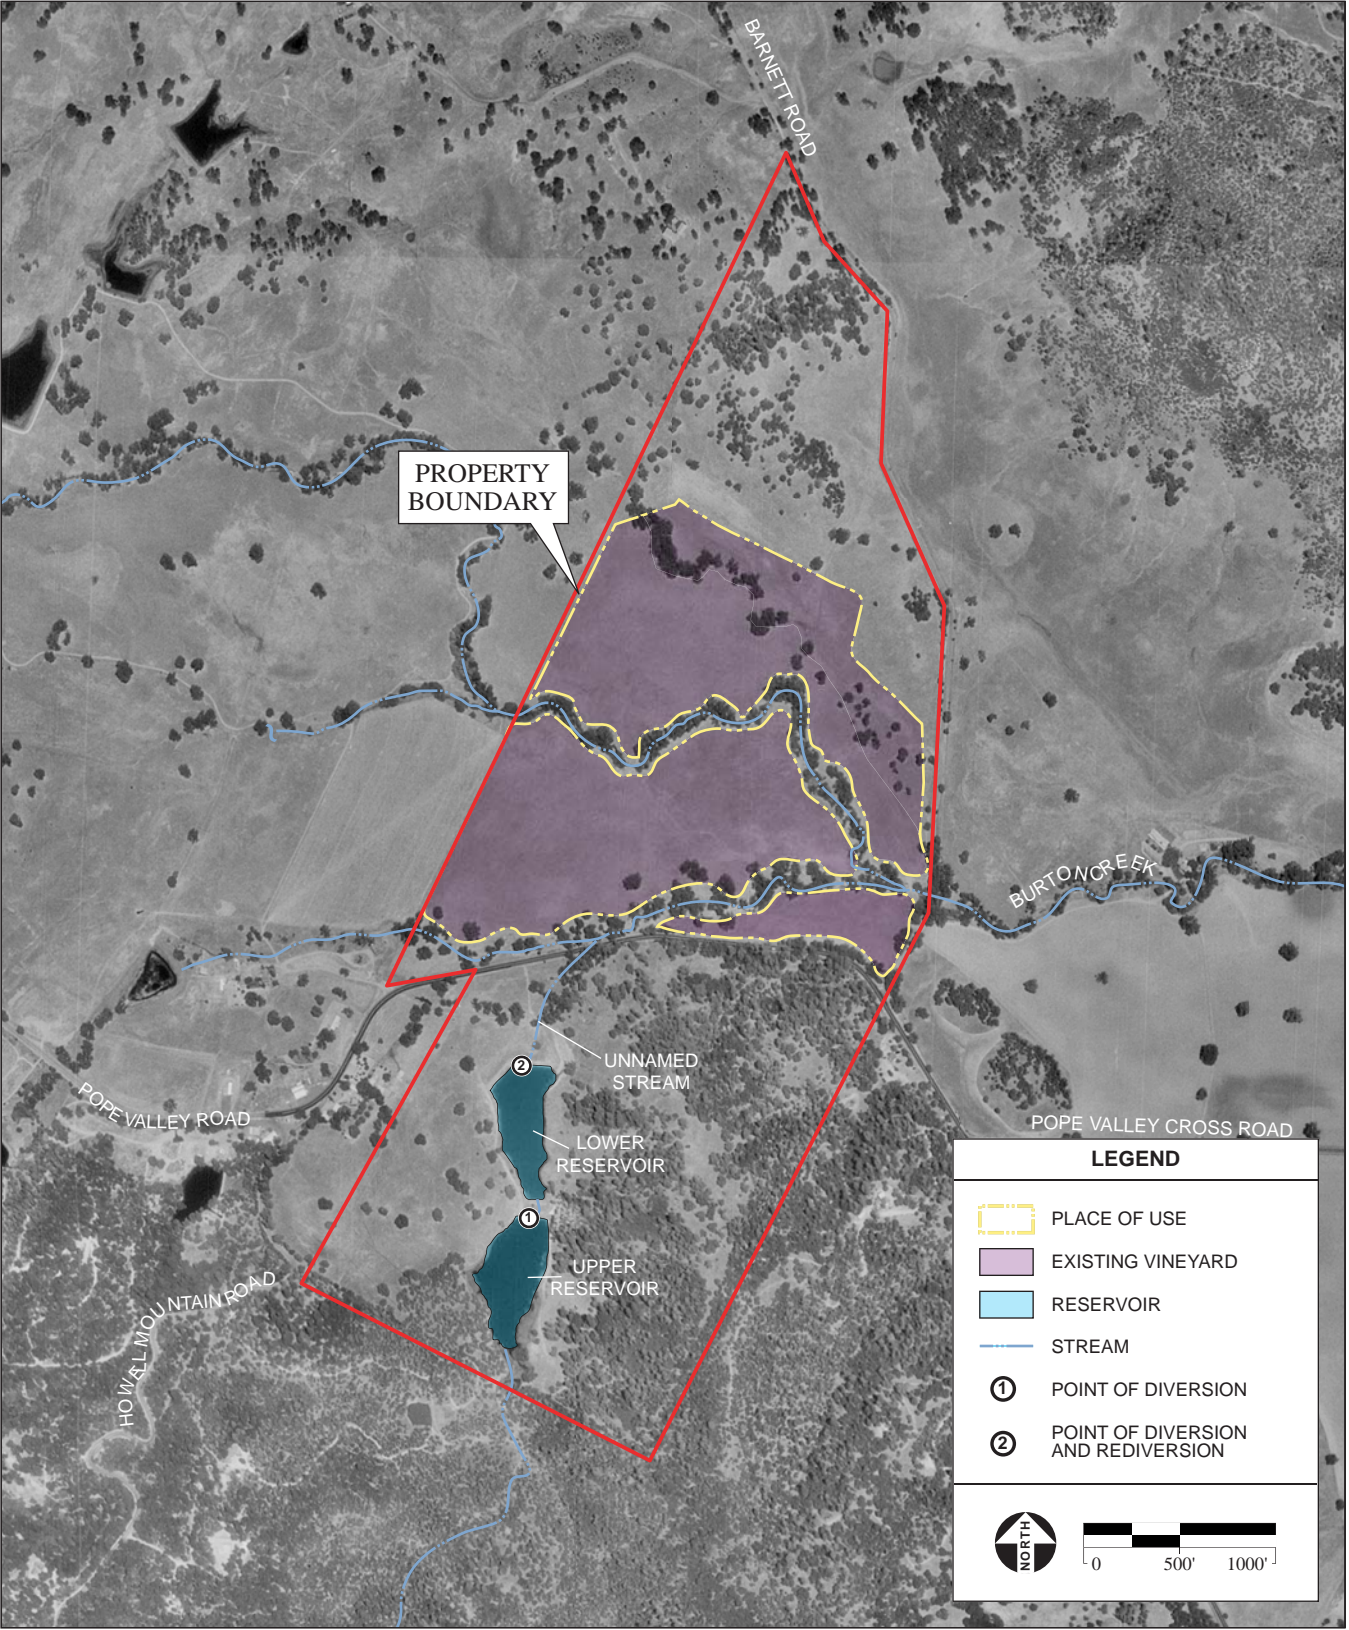 BARNETT ROAD
PROPERTY
BOUNDARY
BURTON CREEK
UNNAMED
STREAM
2
POPE VALLEY ROAD
POPE VALLEY CROSS ROAD
LOWER
RESERVOIR
1
UPPER
RESERVOIR
HOWELL MOUNTAIN ROAD
LEGEND
PLACE OF USE
EXISTING VINEYARD
RESERVOIR
STREAM
1 POINT OF DIVERSION
2 POINT OF DIVERSION
AND REDIVERSION
NORTH
0 500' 1000'